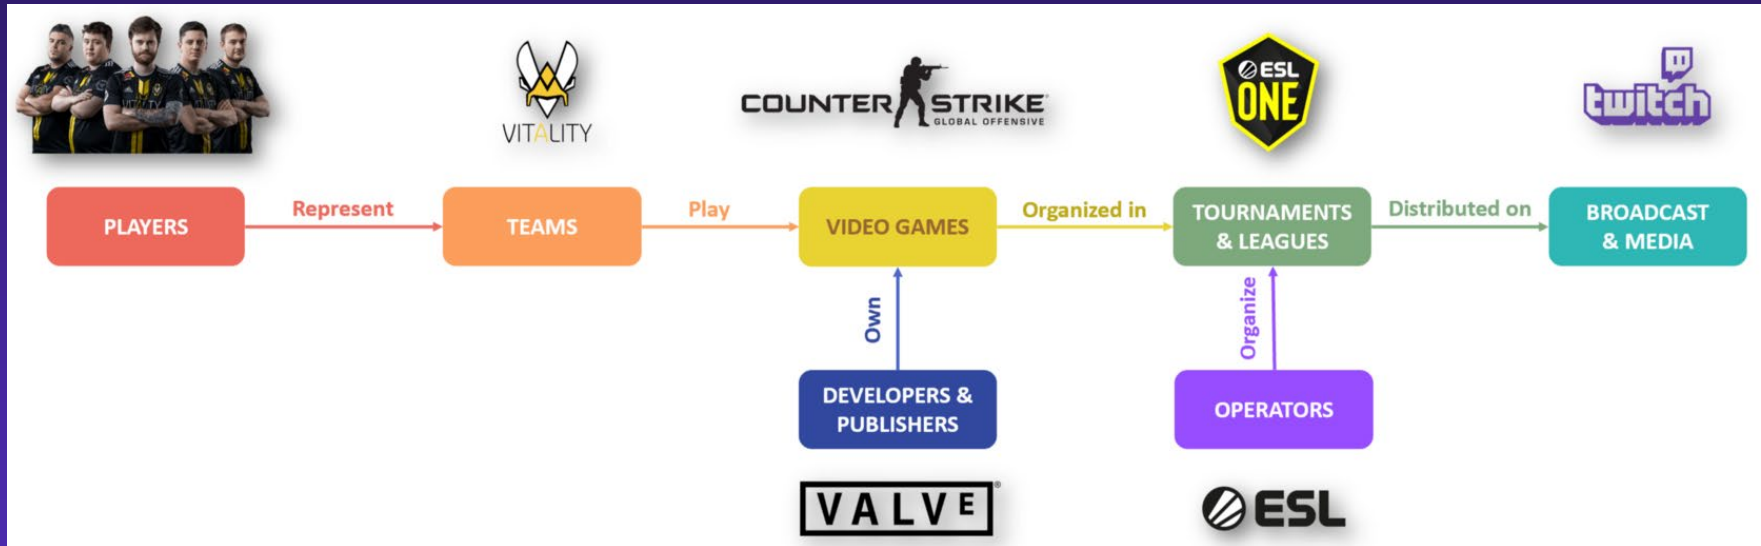 VITALITY
COUNTER STRIKE
GLOBAL OFFENSIVE
ESL
ONE
twitch
PLAYERS
Represent
TEAMS
Play
VIDEO GAMES
Organized in
TOURNAMENTS
& LEAGUES
Distributed on
BROADCAST
& MEDIA
Own
Organize
DEVELOPERS &
PUBLISHERS
OPERATORS
VALVE®
ESL